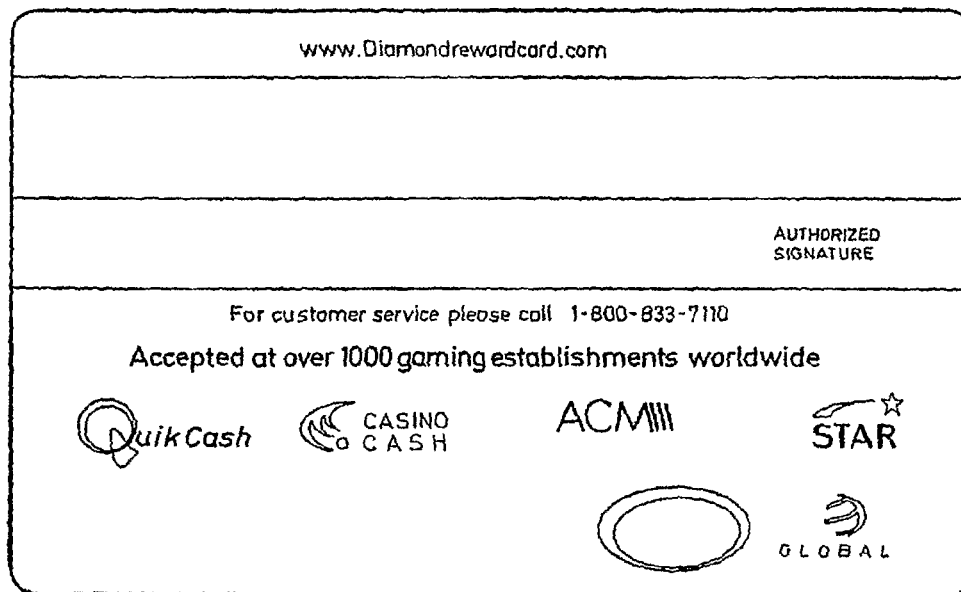 www.Diamondrewardcard.com
AUTHORIZED
SIGNATURE
For customer service please call 1-800-833-7110
Accepted at over 1000 gaming establishments worldwide
QuikCash
CASINO
CASH
ACM
STAR
GLOBAL